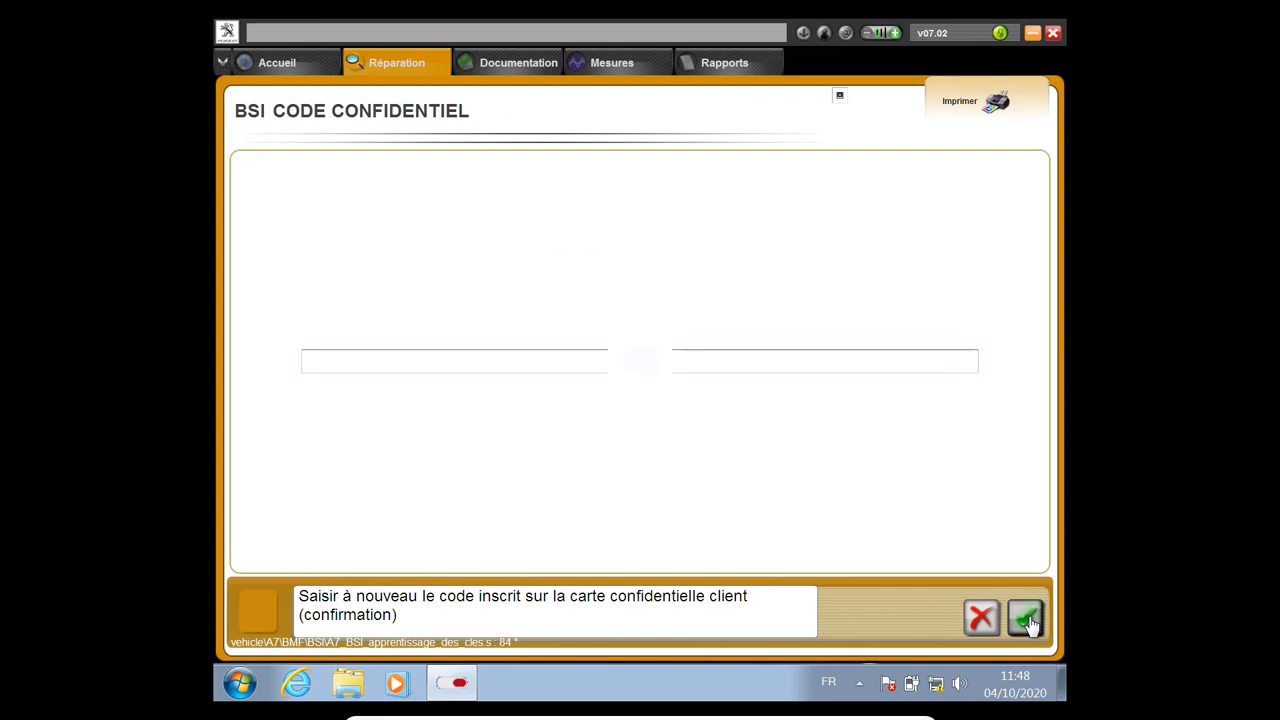 PEUGEOT
v07.02
Accueil
Réparation
Documentation
Mesures
Rapports
BSI CODE CONFIDENTIEL
Imprimer
Saisir à nouveau le code inscrit sur la carte confidentielle client
(confirmation)
vehicle\A7\BMF\BSI\A7_BSI_apprentissage_des_cles.s : 84 *
FR
11:48
04/10/2020